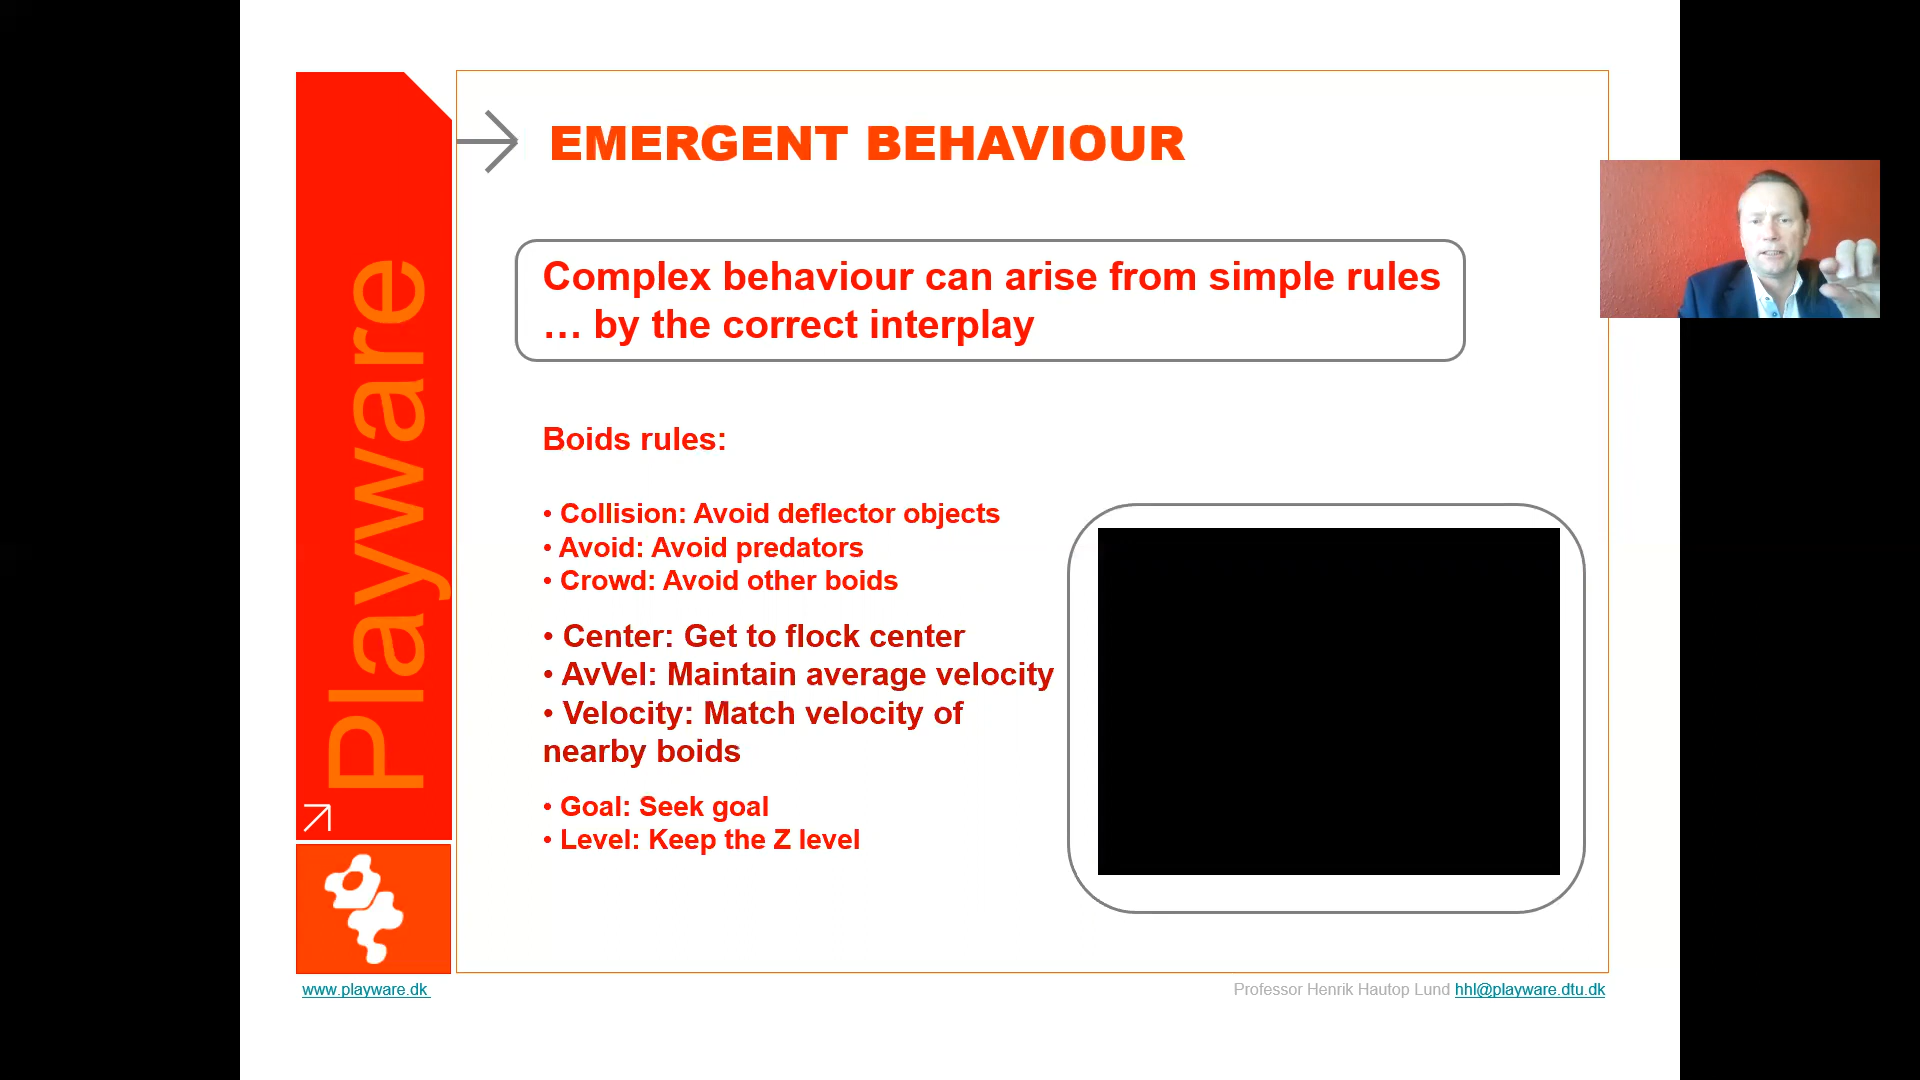 EMERGENT BEHAVIOUR
Complex behaviour can arise from simple rules
… by the correct interplay
Boids rules:
• Collision: Avoid deflector objects
• Avoid: Avoid predators
• Crowd: Avoid other boids
• Center: Get to flock center
• AvVel: Maintain average velocity
• Velocity: Match velocity of
nearby boids
• Goal: Seek goal
• Level: Keep the Z level
Playware
www.playware.dk
Professor Henrik Hautop Lund hhl@playware.dtu.dk